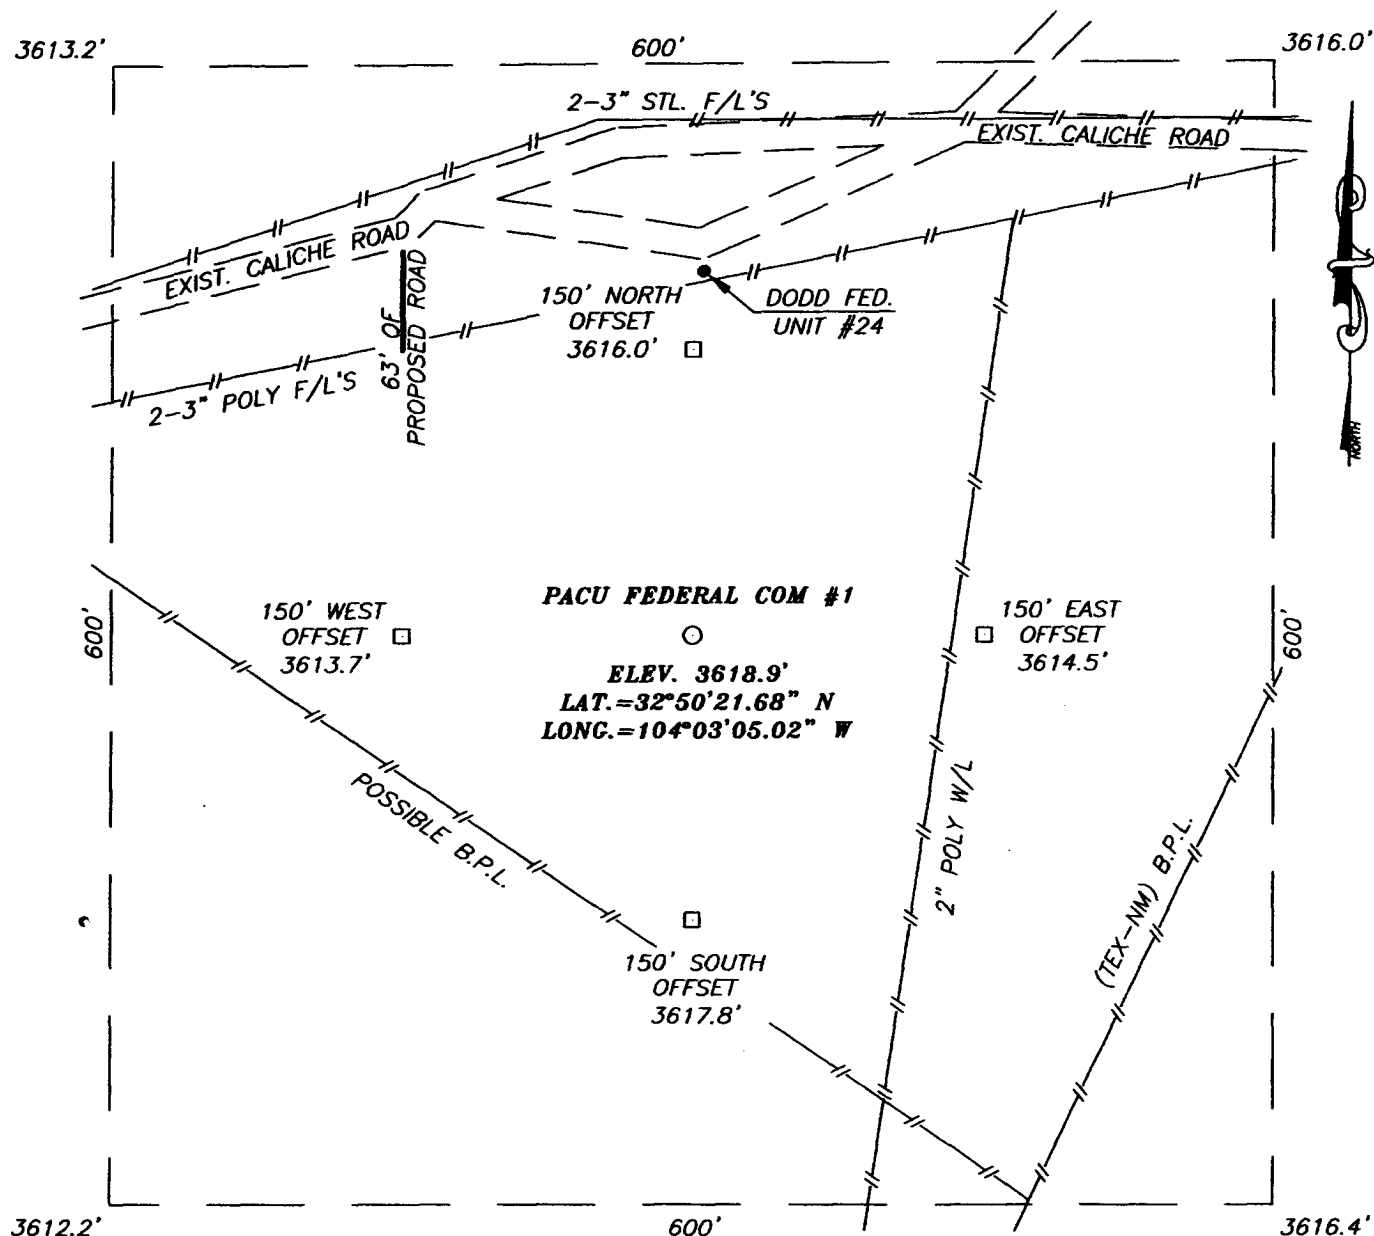 3613.2'
600'
3616.0'
2-3" STL. F/L'S
EXIST. CALICHE ROAD
EXIST. CALICHE ROAD
63' OF
PROPOSED ROAD
2-3" POLY F/L'S
150' NORTH
OFFSET
3616.0'
DODD FED.
UNIT #24
NORTH
600'
150' WEST
OFFSET
3613.7'
PACU FEDERAL COM #1
ELEV. 3618.9'
LAT.=32°50'21.68" N
LONG.=104°03'05.02" W
150' EAST
OFFSET
3614.5'
600'
POSSIBLE B.P.L.
2" POLY W/L
(TEX-NM) B.P.L.
150' SOUTH
OFFSET
3617.8'
3612.2'
600'
3616.4'